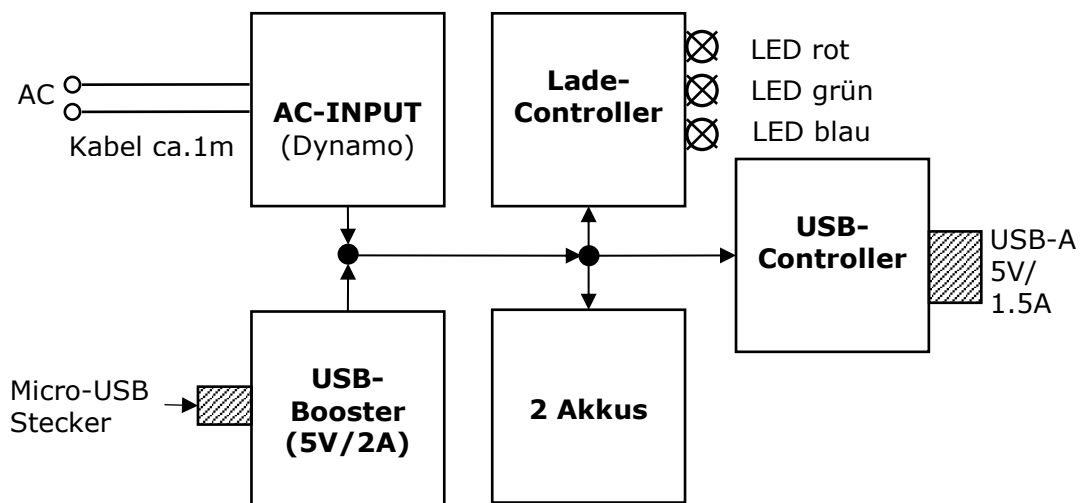 AC
Kabel ca.1m
AC-INPUT
(Dynamo)
Lade-
Controller
LED rot
LED grün
LED blau
USB-
Controller
USB-A
5V/
1.5A
Micro-USB
Stecker
USB-
Booster
(5V/2A)
2 Akkus